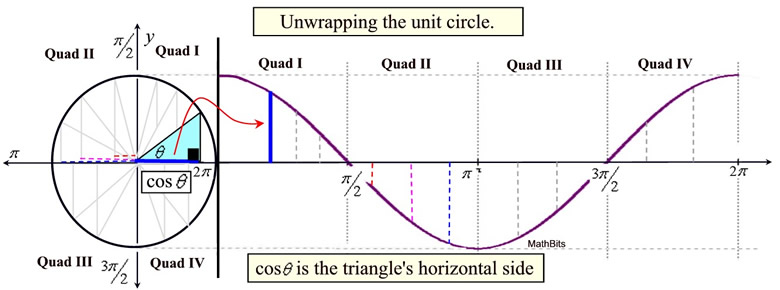 Unwrapping the unit circle.
Quad II
π/2
y
Quad I
Quad I
Quad II
Quad III
Quad IV
π
θ
2π
cos θ
π/2
π
3π/2
2π
Quad III
3π/2
Quad IV
MathBits
cosθ is the triangle's horizontal side